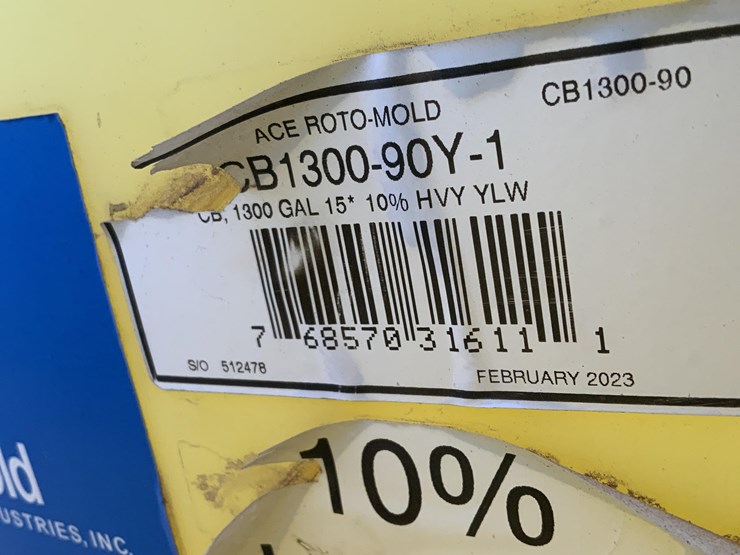 ACE ROTO-MOLD
CB1300-90
CB1300-90Y-1
CB, 1300 GAL 15* 10% HVY YLW
7 68570 31611 1
S/O 512478
FEBRUARY 2023
10%
ld
USTRIES, INC.